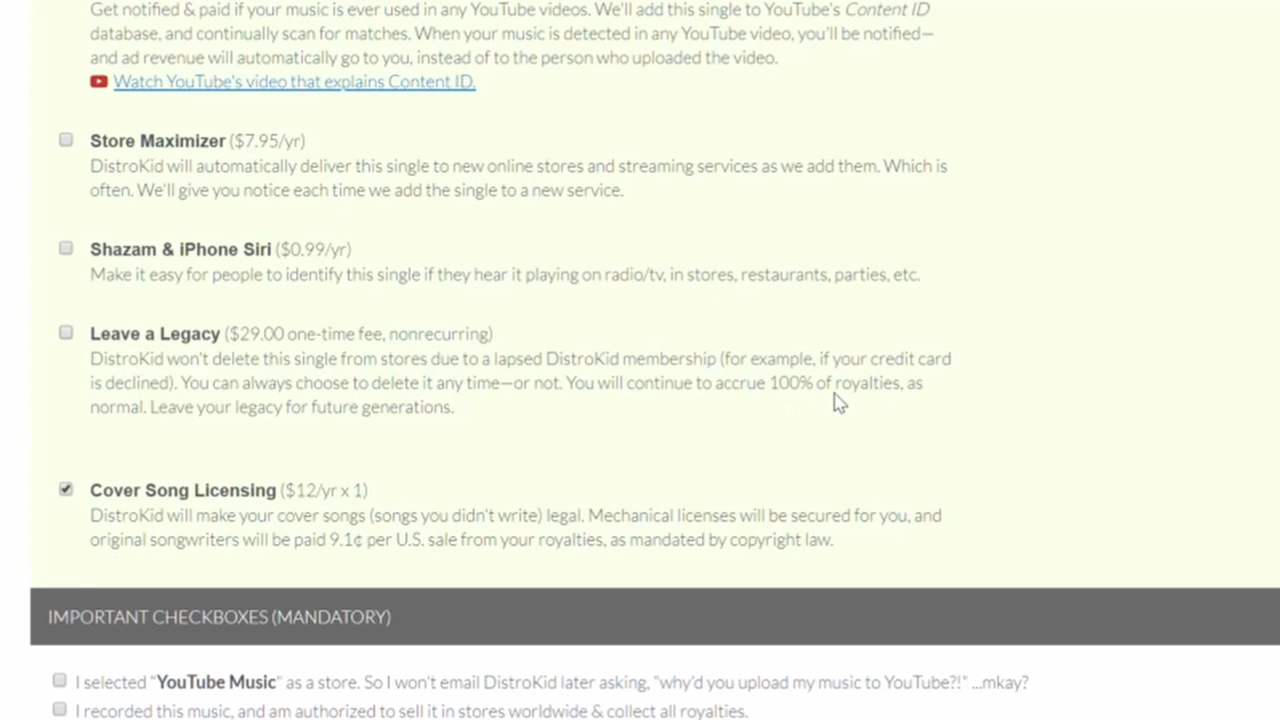 Get notified & paid if your music is ever used in any YouTube videos. We'll add this single to YouTube's Content ID
database, and continually scan for matches. When your music is detected in any YouTube video, you'll be notified—
and ad revenue will automatically go to you, instead of to the person who uploaded the video.
Watch YouTube's video that explains Content ID.
Store Maximizer ($7.95/yr)
DistroKid will automatically deliver this single to new online stores and streaming services as we add them. Which is
often. We'll give you notice each time we add the single to a new service.
Shazam & iPhone Siri ($0.99/yr)
Make it easy for people to identify this single if they hear it playing on radio/tv, in stores, restaurants, parties, etc.
Leave a Legacy ($29.00 one-time fee, nonrecurring)
DistroKid won't delete this single from stores due to a lapsed DistroKid membership (for example, if your credit card
is declined). You can always choose to delete it any time—or not. You will continue to accrue 100% of royalties, as
normal. Leave your legacy for future generations.
Cover Song Licensing ($12/yr x 1)
DistroKid will make your cover songs (songs you didn't write) legal. Mechanical licenses will be secured for you, and
original songwriters will be paid 9.1¢ per U.S. sale from your royalties, as mandated by copyright law.
IMPORTANT CHECKBOXES (MANDATORY)
I selected "YouTube Music" as a store. So I won't email DistroKid later asking, "why'd you upload my music to YouTube?!" ...mkay?
I recorded this music, and am authorized to sell it in stores worldwide & collect all royalties.